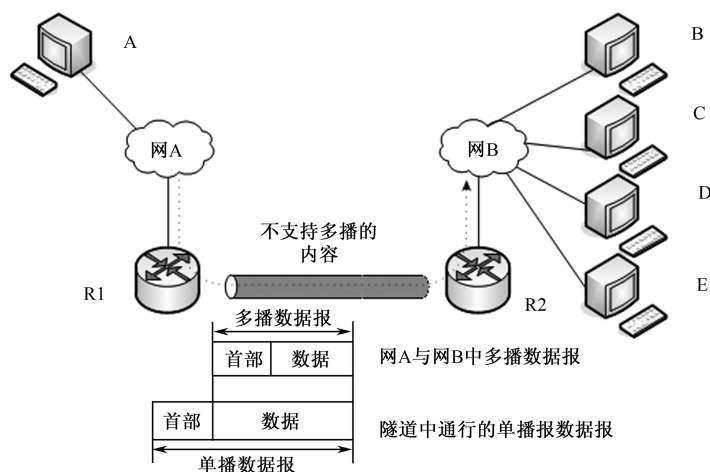 A
B
网A
网B
C
D
不支持多播的
内容
R1
R2
E
多播数据报
首部
数据
网A与网B中多播数据报
首部
数据
隧道中通行的单播报数据报
单播数据报